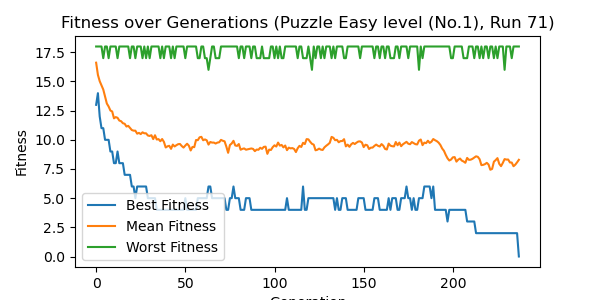 Fitness over Generations (Puzzle Easy level (No.1), Run 71)
17.5
15.0
12.5
10.0
7.5
5.0
2.5
0.0
Fitness
Best Fitness
Mean Fitness
Worst Fitness
0
50
100
150
200
Generation